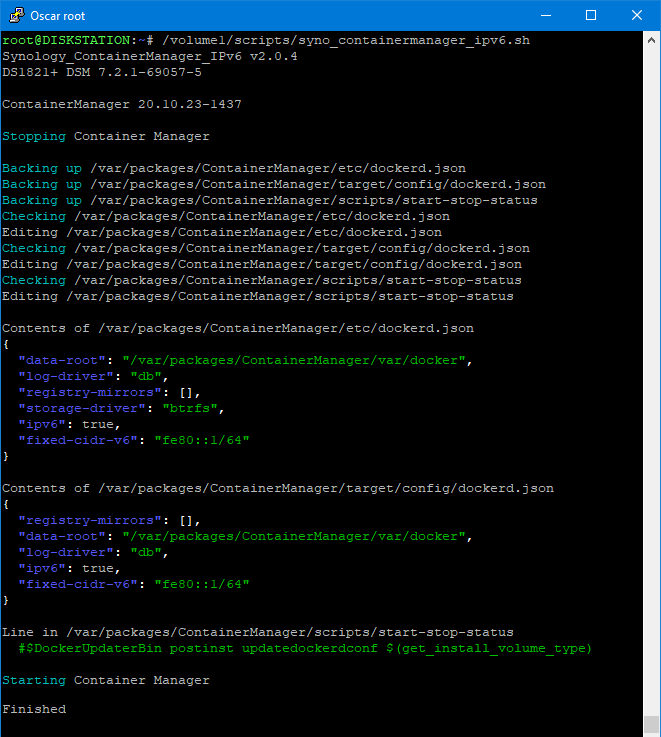 Oscar root
root@DISKSTATION:~# /volume1/scripts/syno_containermanager_ipv6.sh
Synology_ContainerManager_IPv6 v2.0.4
DS1821+ DSM 7.2.1-69057-5
ContainerManager 20.10.23-1437
Stopping Container Manager
Backing up /var/packages/ContainerManager/etc/dockerd.json
Backing up /var/packages/ContainerManager/target/config/dockerd.json
Backing up /var/packages/ContainerManager/scripts/start-stop-status
Checking /var/packages/ContainerManager/etc/dockerd.json
Editing /var/packages/ContainerManager/etc/dockerd.json
Checking /var/packages/ContainerManager/target/config/dockerd.json
Editing /var/packages/ContainerManager/target/config/dockerd.json
Checking /var/packages/ContainerManager/scripts/start-stop-status
Editing /var/packages/ContainerManager/scripts/start-stop-status
Contents of /var/packages/ContainerManager/etc/dockerd.json
{
  "data-root": "/var/packages/ContainerManager/var/docker",
  "log-driver": "db",
  "registry-mirrors": [],
  "storage-driver": "btrfs",
  "ipv6": true,
  "fixed-cidr-v6": "fe80::1/64"
}
Contents of /var/packages/ContainerManager/target/config/dockerd.json
{
  "registry-mirrors": [],
  "data-root": "/var/packages/ContainerManager/var/docker",
  "log-driver": "db",
  "ipv6": true,
  "fixed-cidr-v6": "fe80::1/64"
}
Line in /var/packages/ContainerManager/scripts/start-stop-status
  #$DockerUpdaterBin postinst updatedockerdconf $(get_install_volume_type)
Starting Container Manager
Finished